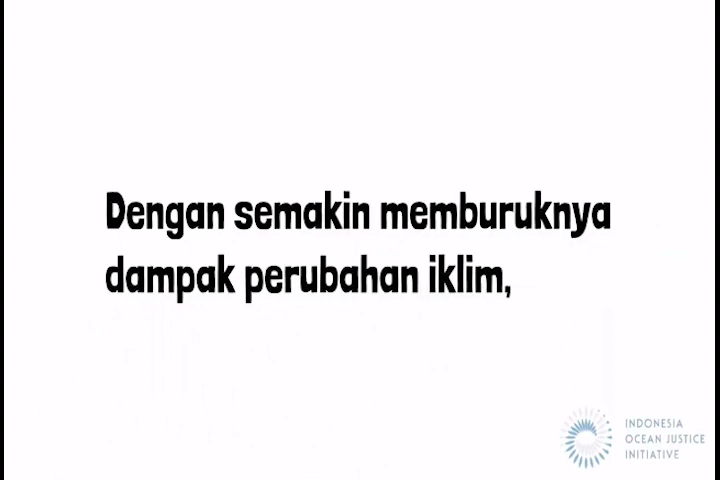 Dengan semakin memburuknya
dampak perubahan iklim,
INDONESIA
OCEAN JUSTICE
INITIATIVE